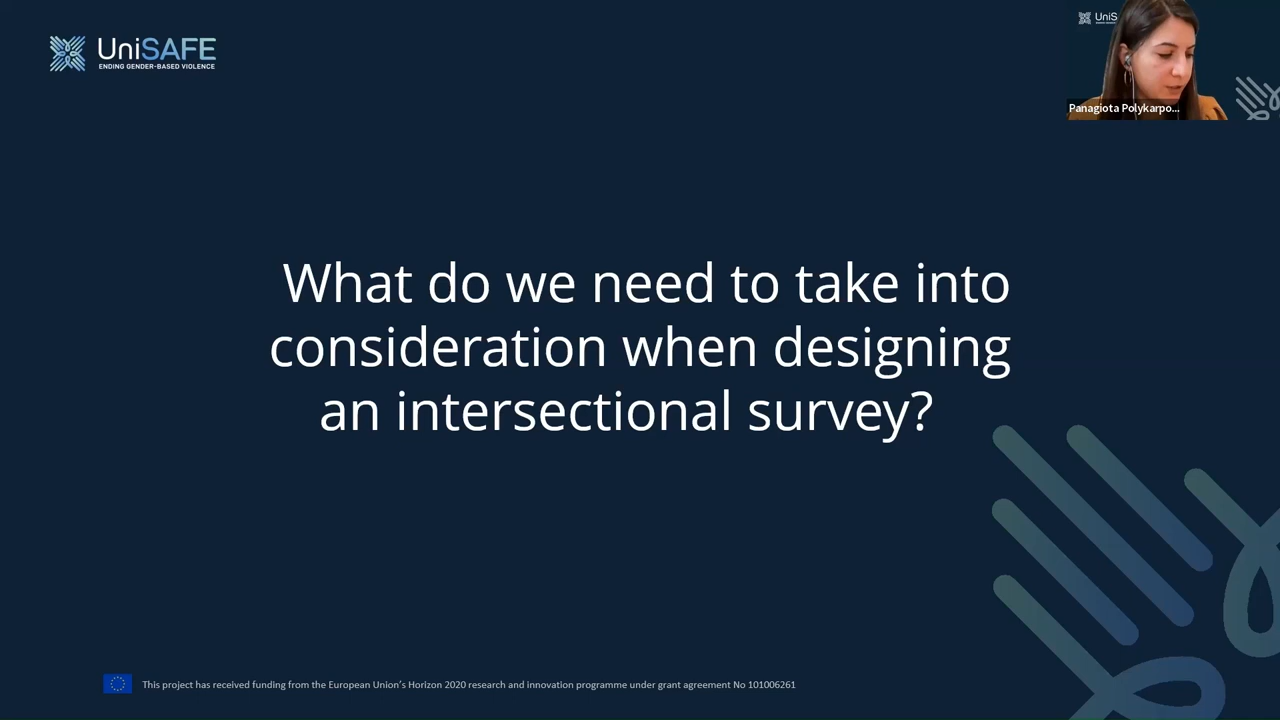 UniSAFE
ENDING GENDER-BASED VIOLENCE
UniS
Panagiota Polykarpo...
What do we need to take into
consideration when designing
an intersectional survey?
This project has received funding from the European Union's Horizon 2020 research and innovation programme under grant agreement No 101006261